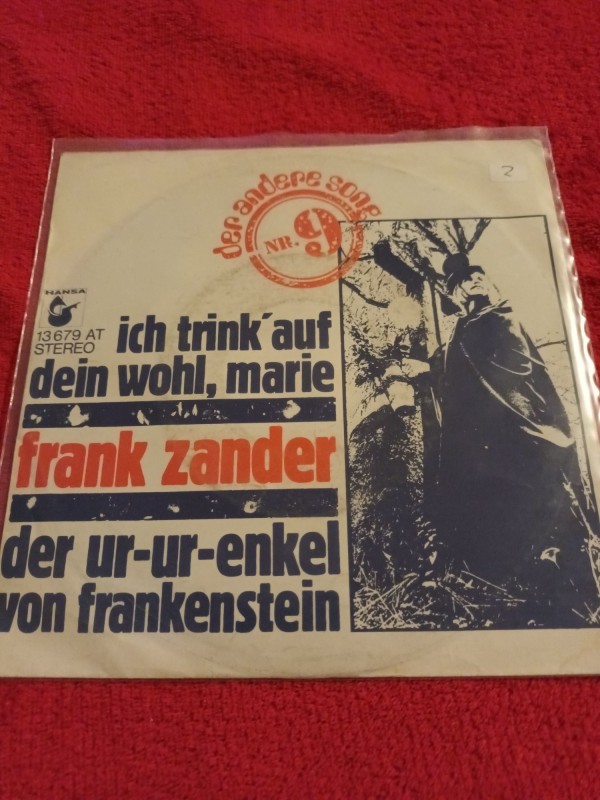 2
der andere song
NR. 9
HANSA
13 679 AT
STEREO
ich trink´auf
dein wohl, marie
frank zander
der ur-ur-enkel
von frankenstein